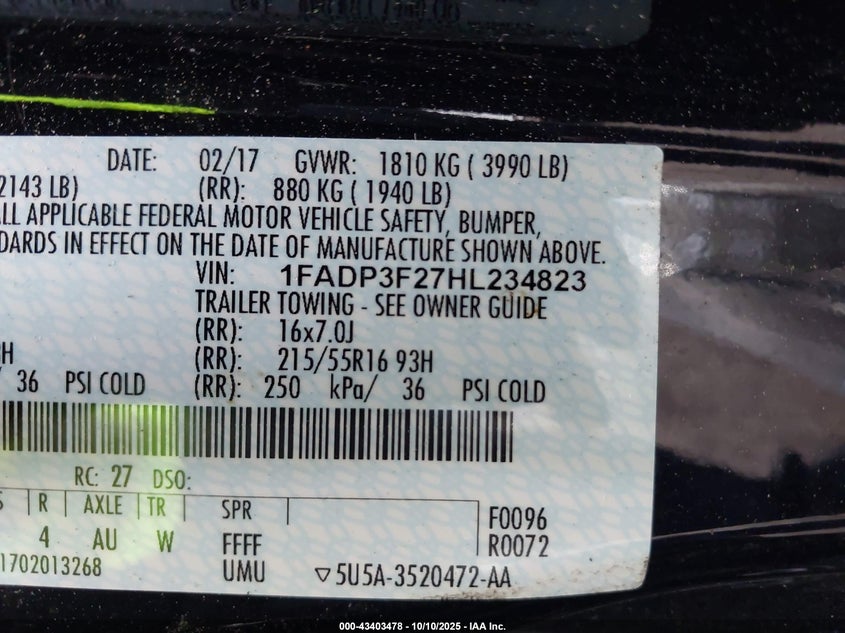 DATE: 02/17 GVWR: 1810 KG ( 3990 LB)
2143 LB) (RR): 880 KG ( 1940 LB)
ALL APPLICABLE FEDERAL MOTOR VEHICLE SAFETY, BUMPER,
DARDS IN EFFECT ON THE DATE OF MANUFACTURE SHOWN ABOVE.
VIN: 1FADP3F27HL234823
TRAILER TOWING - SEE OWNER GUIDE
(RR): 16x7.0J
H (RR): 215/55R16 93H
/ 36 PSI COLD (RR): 250 kPa/ 36 PSI COLD
RC: 27 DSO:
S R AXLE TR SPR F0096
4 AU W FFFF R0072
1702013268 UMU ▽5U5A-3520472-AA
000-43403478 - 10/10/2025 - IAA Inc.